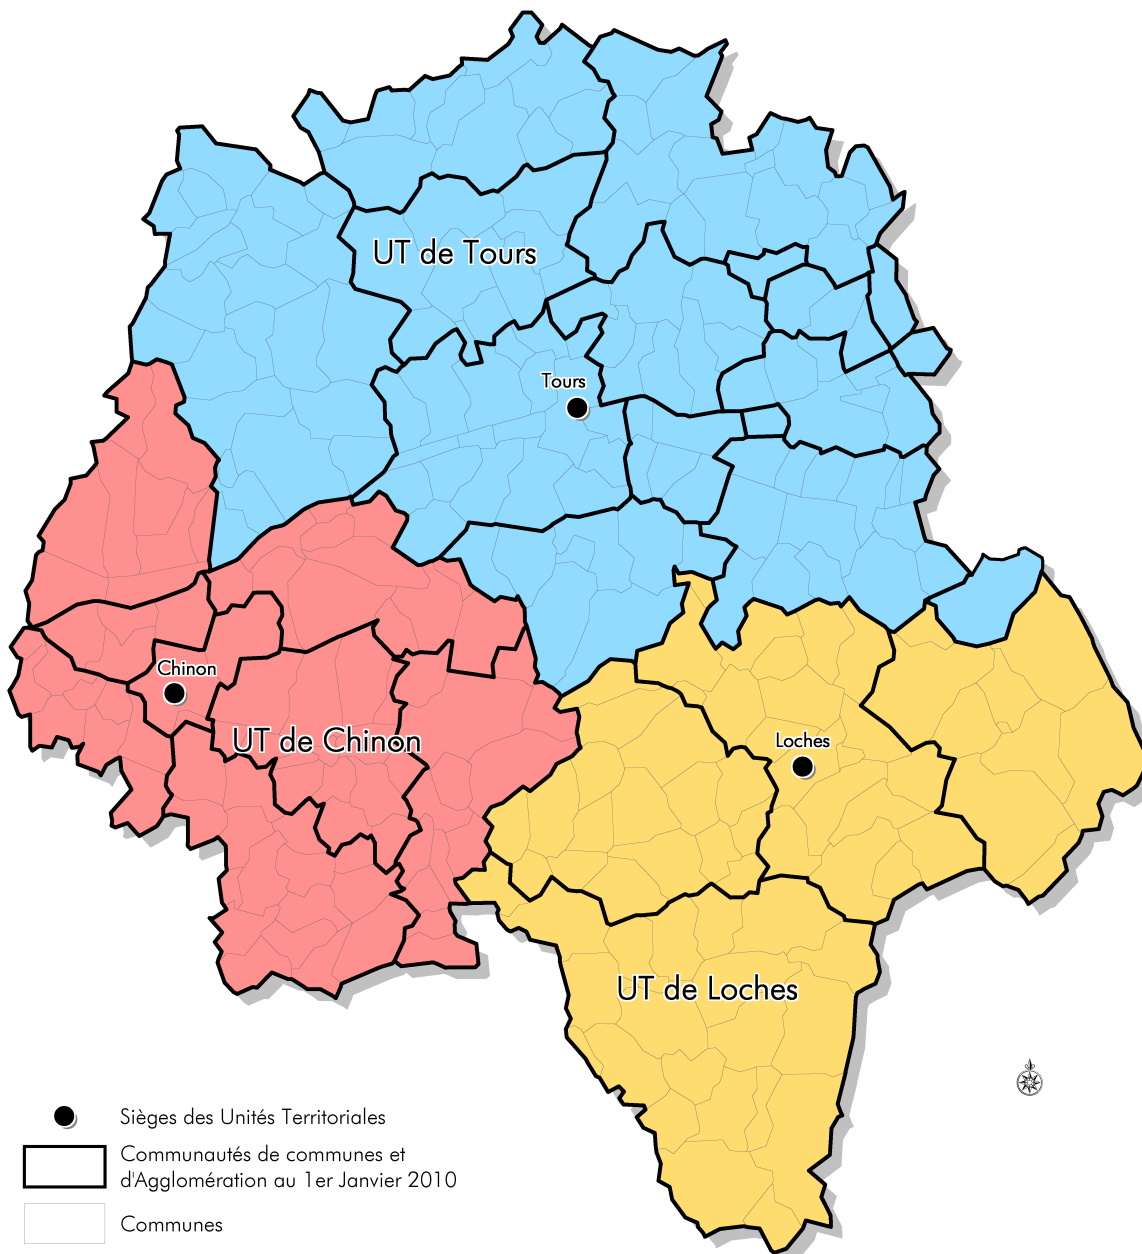 UT de Tours
Tours
Chinon
UT de Chinon
Loches
UT de Loches
Sièges des Unités Territoriales
Communautés de communes et
d'Agglomération au 1er Janvier 2010
Communes